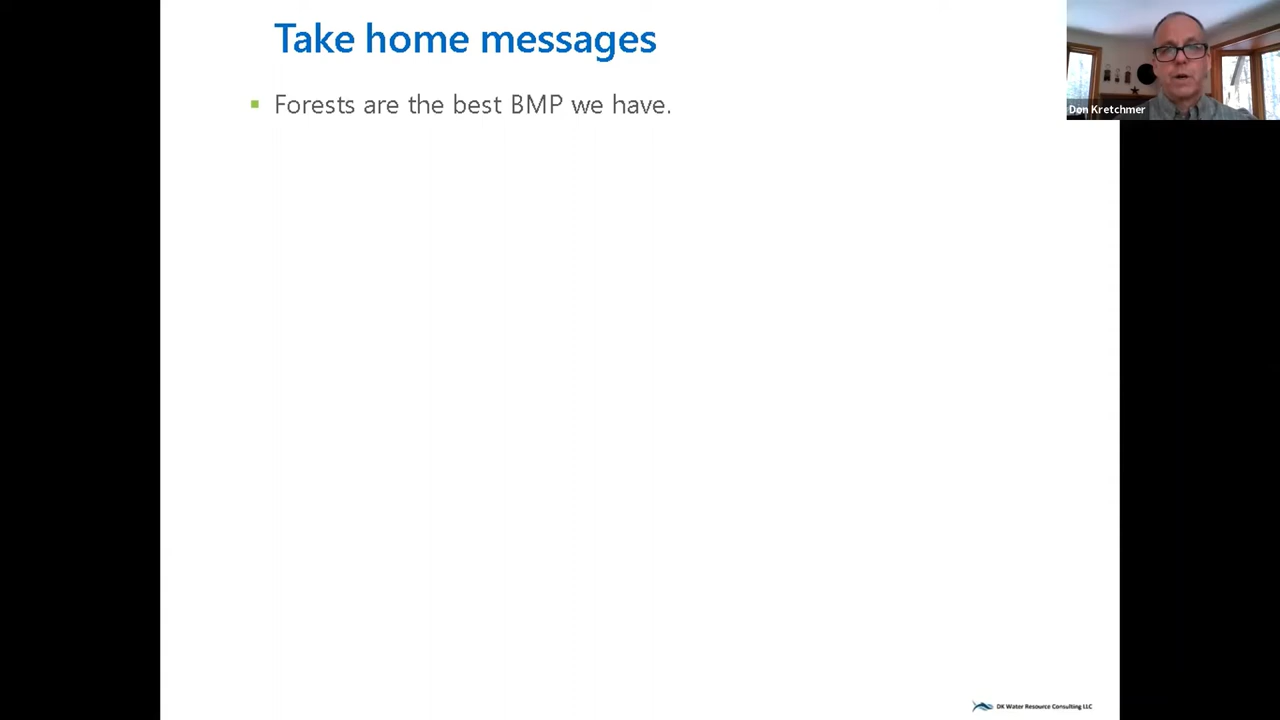 Take home messages
Forests are the best BMP we have.
Don Kretchmer
DK Water Resource Consulting LLC